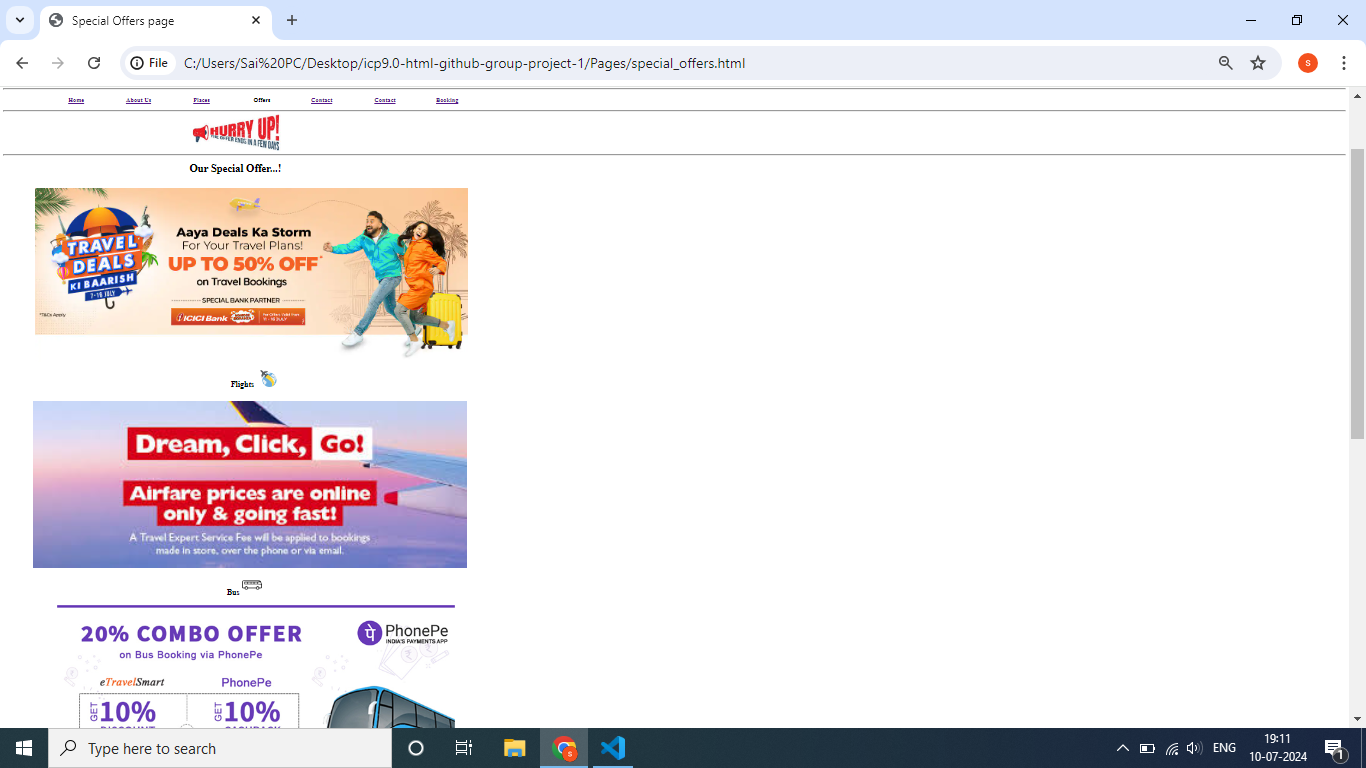 Special Offers page
File C:/Users/Sai%20PC/Desktop/icp9.0-html-github-group-project-1/Pages/special_offers.html
s
Home About Us Places Offers Contact Contact Booking
HURRY UP!
THE OFFER ENDS IN A FEW DAYS
Our Special Offer...!
TRAVEL
DEALS
KI BAARISH
7-16 JULY
Aaya Deals Ka Storm
For Your Travel Plans!
UP TO 50% OFF*
on Travel Bookings
SPECIAL BANK PARTNER
ICICI Bank
*T&Cs Apply
Flights
Dream, Click, Go!
Airfare prices are online
only & going fast!
A Travel Expert Service Fee will be applied to bookings
made in store, over the phone or via email.
Bus
20% COMBO OFFER
on Bus Booking via PhonePe
पे PhonePe
INDIA'S PAYMENTS APP
eTravelSmart PhonePe
GET 10% GET 10%
DISCOUNT CASHBACK
Type here to search
s
ENG
19:11
10-07-2024
1